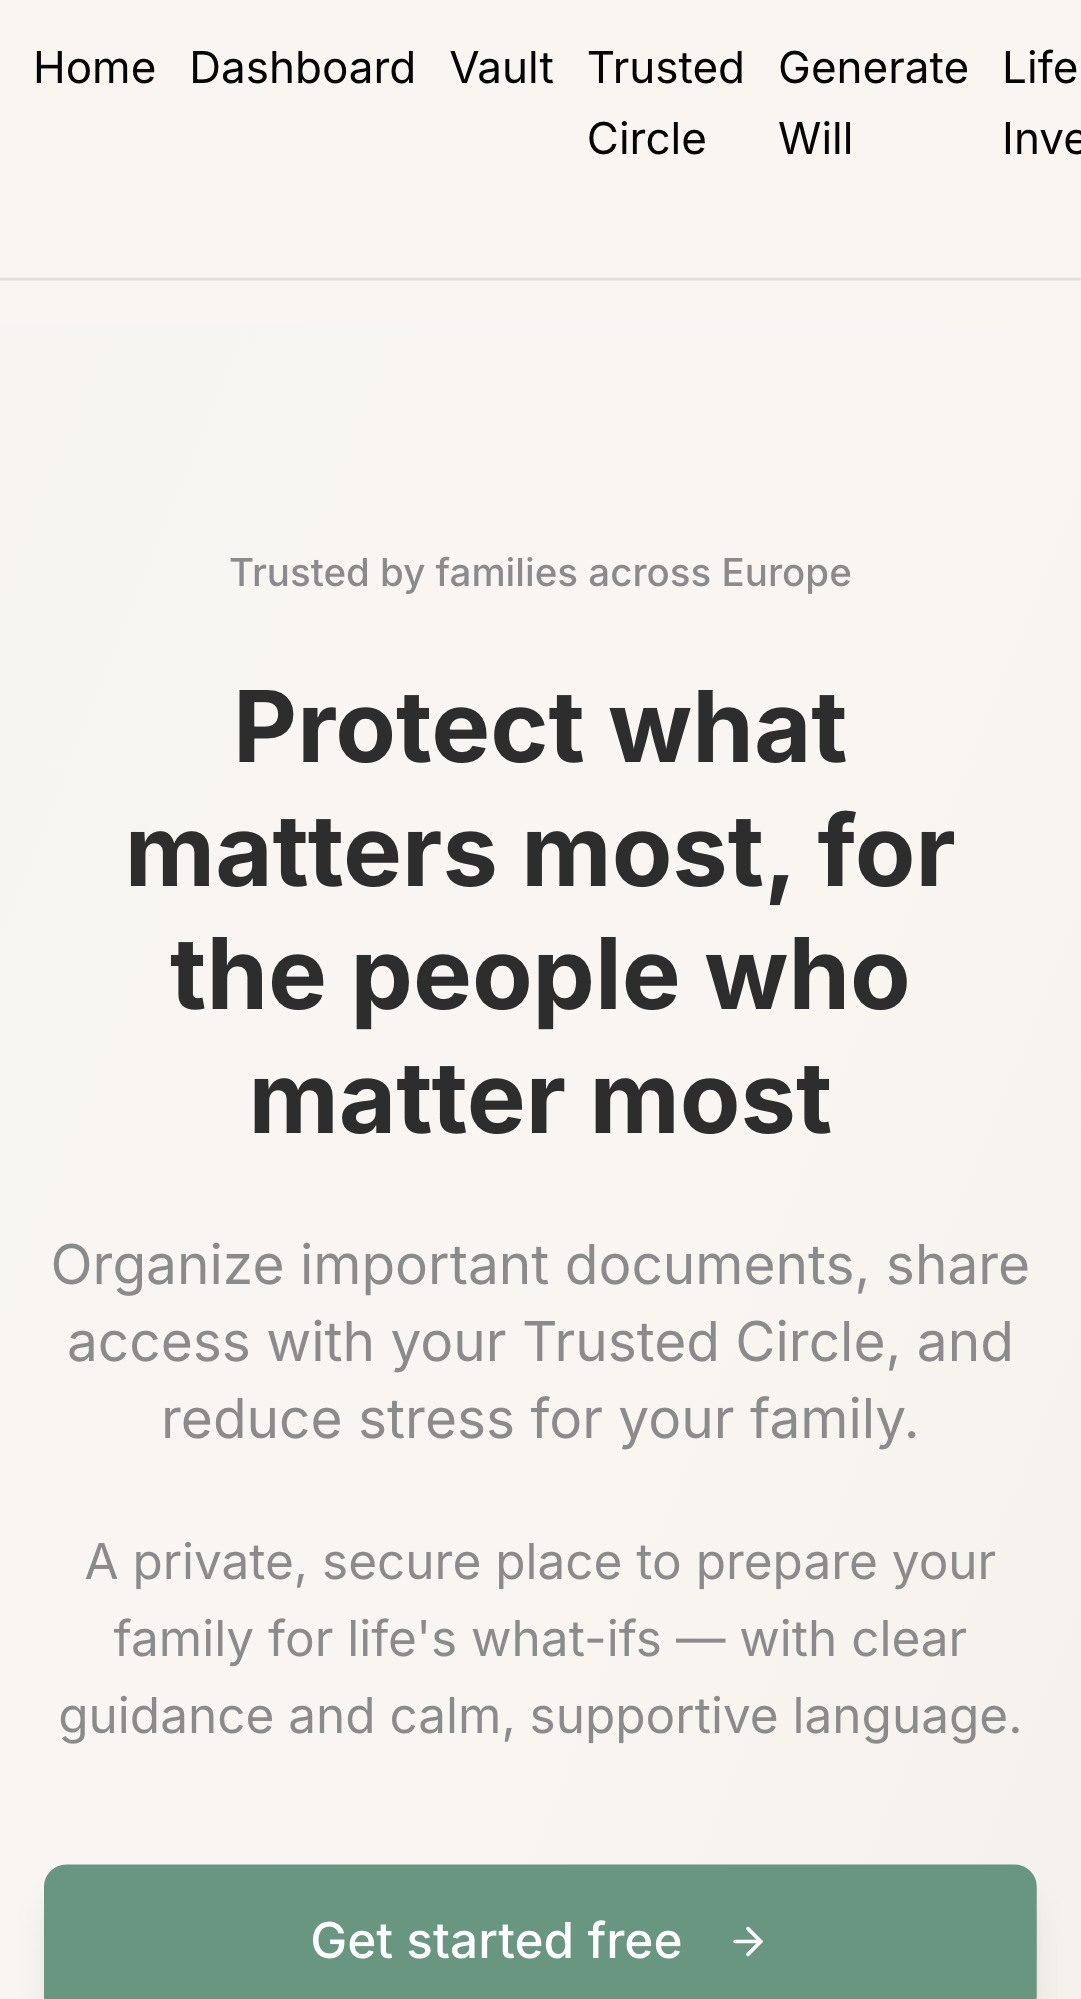 Home Dashboard Vault Trusted Circle Generate Will Life Inve
Trusted by families across Europe
Protect what
matters most, for
the people who
matter most
Organize important documents, share
access with your Trusted Circle, and
reduce stress for your family.
A private, secure place to prepare your
family for life's what-ifs — with clear
guidance and calm, supportive language.
Get started free →